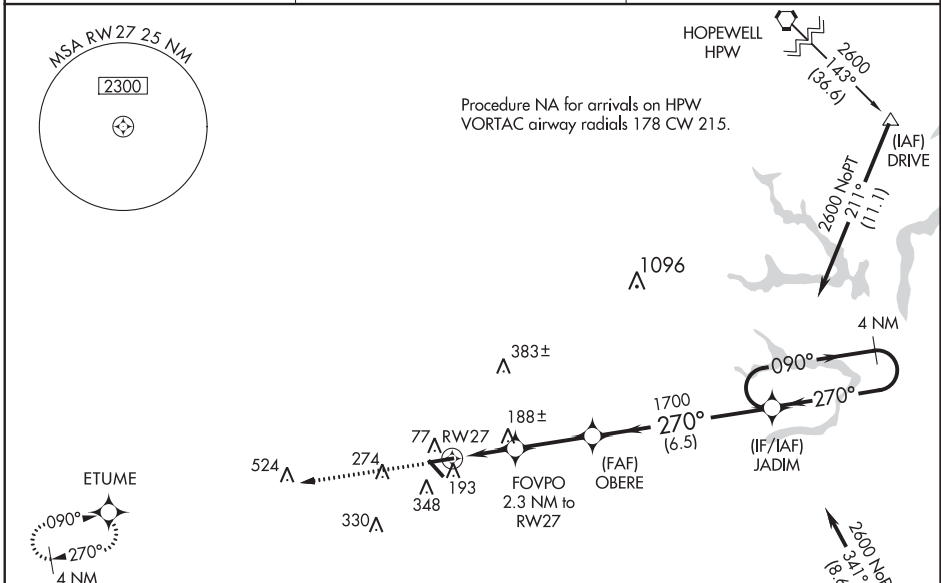 MSA RW27 25 NM
2300
HOPEWELL
HPW
2600
143°
(36.6)
Procedure NA for arrivals on HPW
VORTAC airway radials 178 CW 215.
(IAF)
DRIVE
2600 NoPT
211°
(11.1)
1096
4 NM
383±
090°
270°
1700
270°
(6.5)
188±
77
RW27
(IF/IAF)
JADIM
(FAF)
OBERE
524
274
193
FOVPO
2.3 NM to
RW27
348
ETUME
330
090°
270°
4 NM
2600 NoP
341°
(8.6